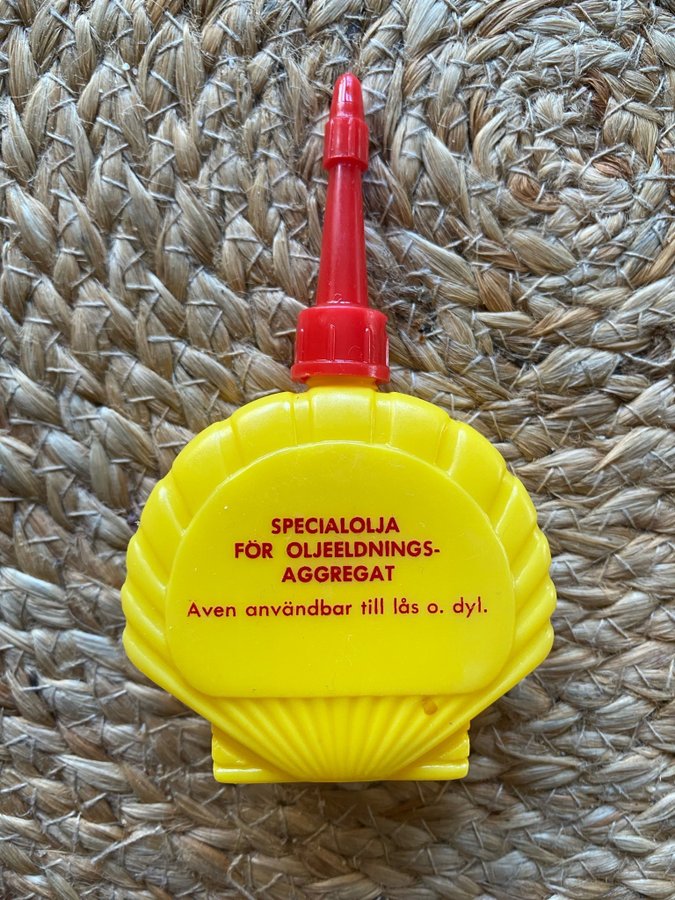 SPECIALOLJA
FÖR OLJEELDNINGS-
AGGREGAT
Aven användbar till lås o. dyl.